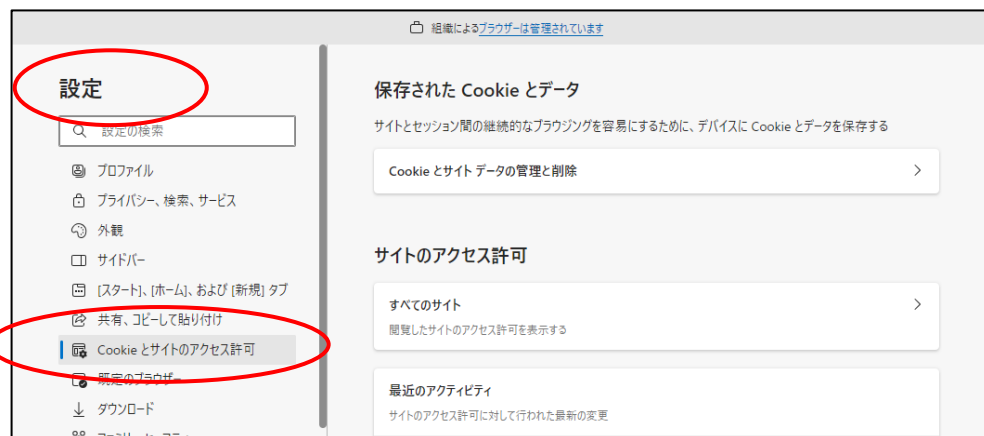 組織によるブラウザーは管理されています
設定
設定の検索
プロファイル
プライバシー、検索、サービス
外観
サイドバー
[スタート]、[ホーム]、および [新規] タブ
共有、コピーして貼り付け
Cookie とサイトのアクセス許可
既定のブラウザー
ダウンロード
保存された Cookie とデータ
サイトとセッション間の継続的なブラウジングを容易にするために、デバイスに Cookie とデータを保存する
Cookie とサイト データの管理と削除
サイトのアクセス許可
すべてのサイト
閲覧したサイトのアクセス許可を表示する
最近のアクティビティ
サイトのアクセス許可に対して行われた最新の変更